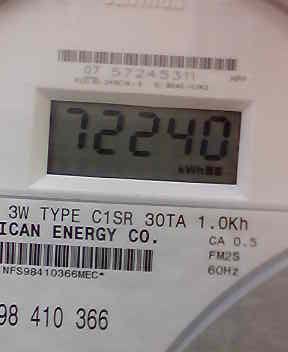 07 57245311
72240
kWh
3W TYPE C1SR 30TA 1.0Kh
ICAN ENERGY CO.
CA 0.5
FM2S
NFS98410366MEC*
60Hz
98 410 366